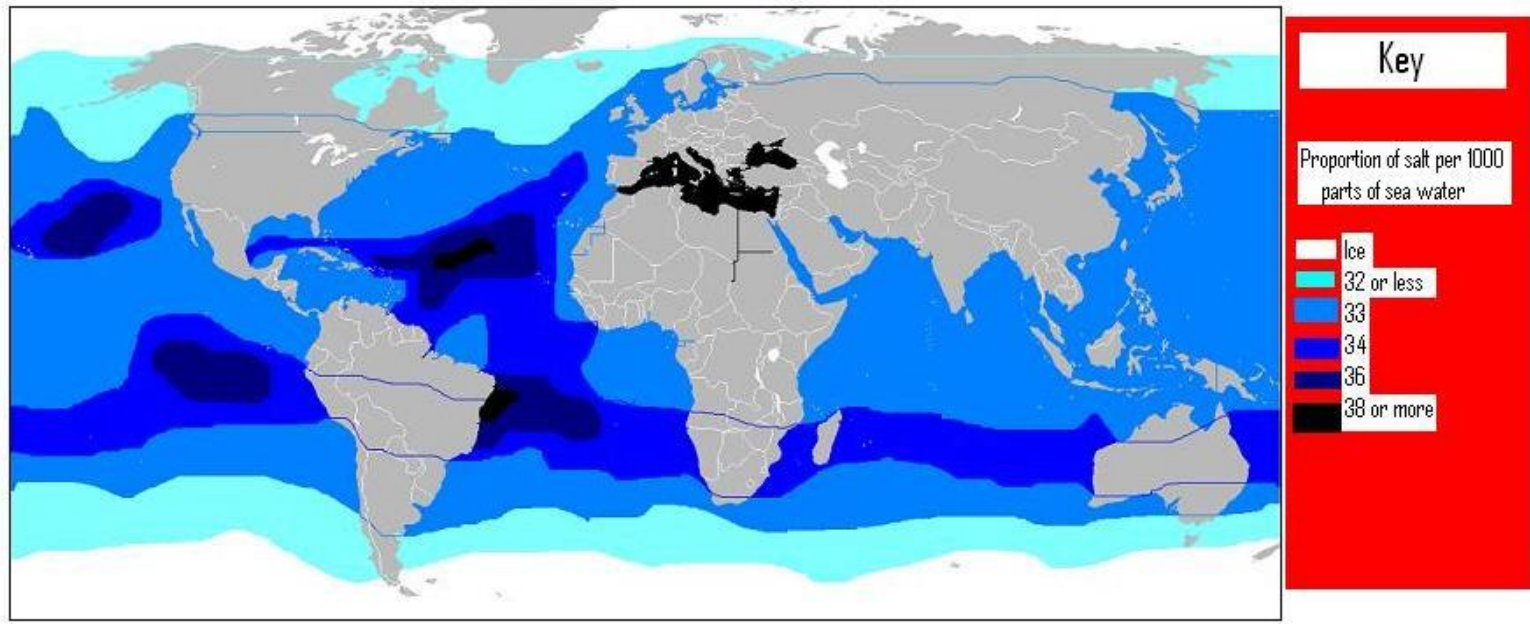 Key
Proportion of salt per 1000
parts of sea water
Ice
32 or less
33
34
36
38 or more